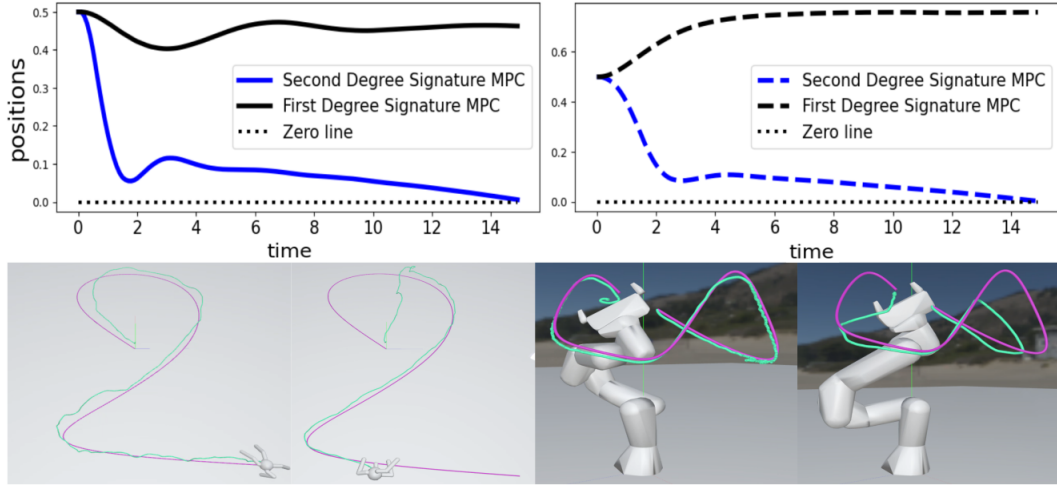 0.5
0.4
0.3
0.2
0.1
0.0
positions
Second Degree Signature MPC
First Degree Signature MPC
Zero line
0 2 4 6 8 10 12 14
time
0.6
0.4
0.2
0.0
Second Degree Signature MPC
First Degree Signature MPC
Zero line
0 2 4 6 8 10 12 14
time